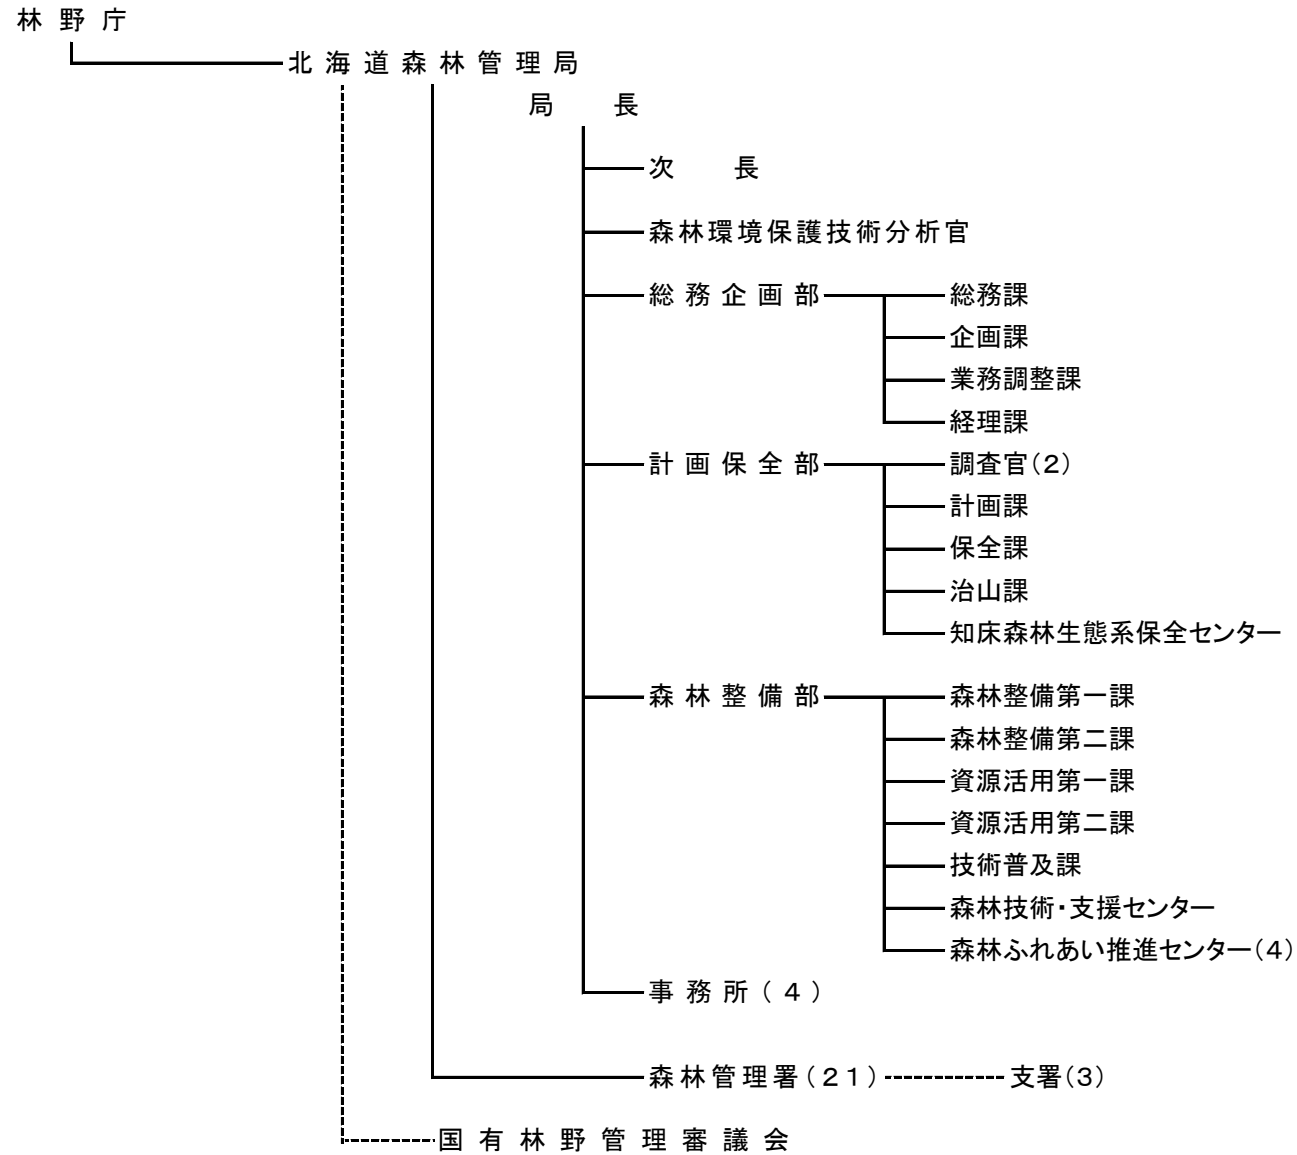 林野庁
北海道森林管理局
局長
次長
森林環境保護技術分析官
総務企画部 総務課
企画課
業務調整課
経理課
計画保全部 調査官(2)
計画課
保全課
治山課
知床森林生態系保全センター
森林整備部 森林整備第一課
森林整備第二課
資源活用第一課
資源活用第二課
技術普及課
森林技術・支援センター
森林ふれあい推進センター(4)
事務所(4)
森林管理署(21) 支署(3)
国有林野管理審議会